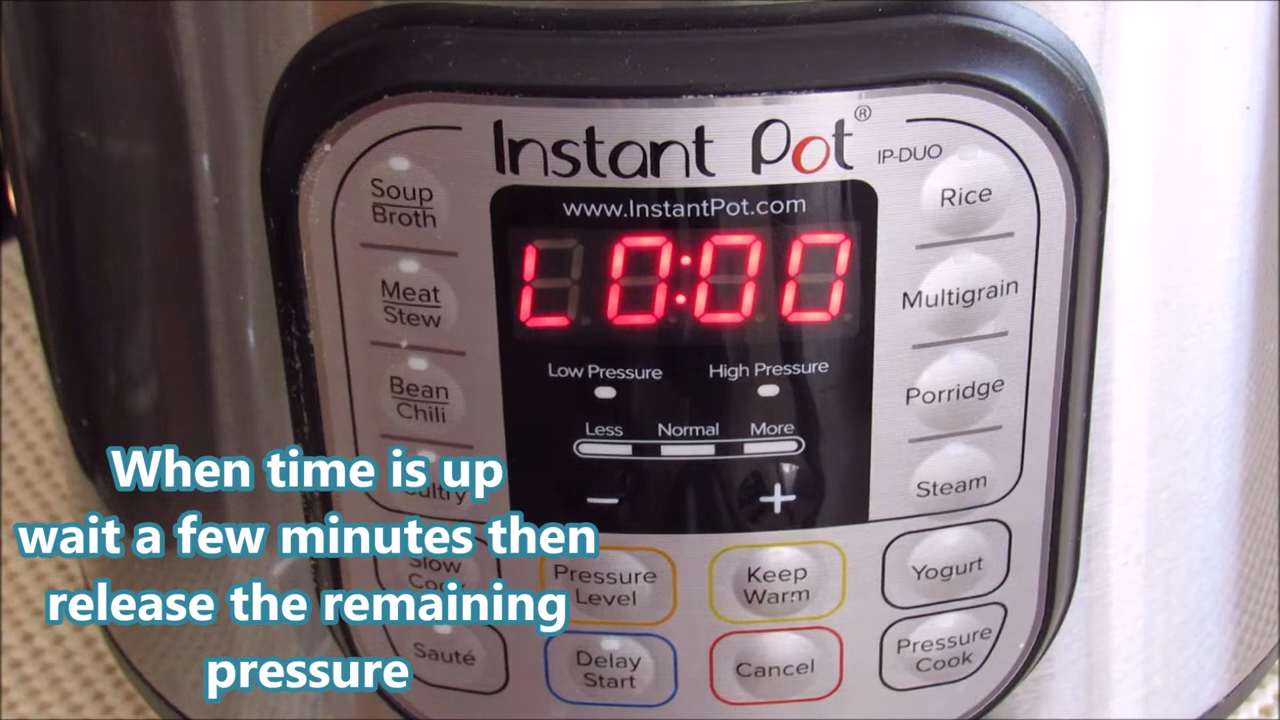 Instant Pot®
IP-DUO
www.InstantPot.com
L0:00
Soup
Broth
Meat
Stew
Bean
Chili
Rice
Multigrain
Porridge
Steam
Low Pressure
High Pressure
Less
Normal
More
−
+
Slow
Pressure
Level
Keep
Warm
Yogurt
Sauté
Delay
Start
Cancel
Pressure
Cook
When time is up
wait a few minutes then
release the remaining
pressure